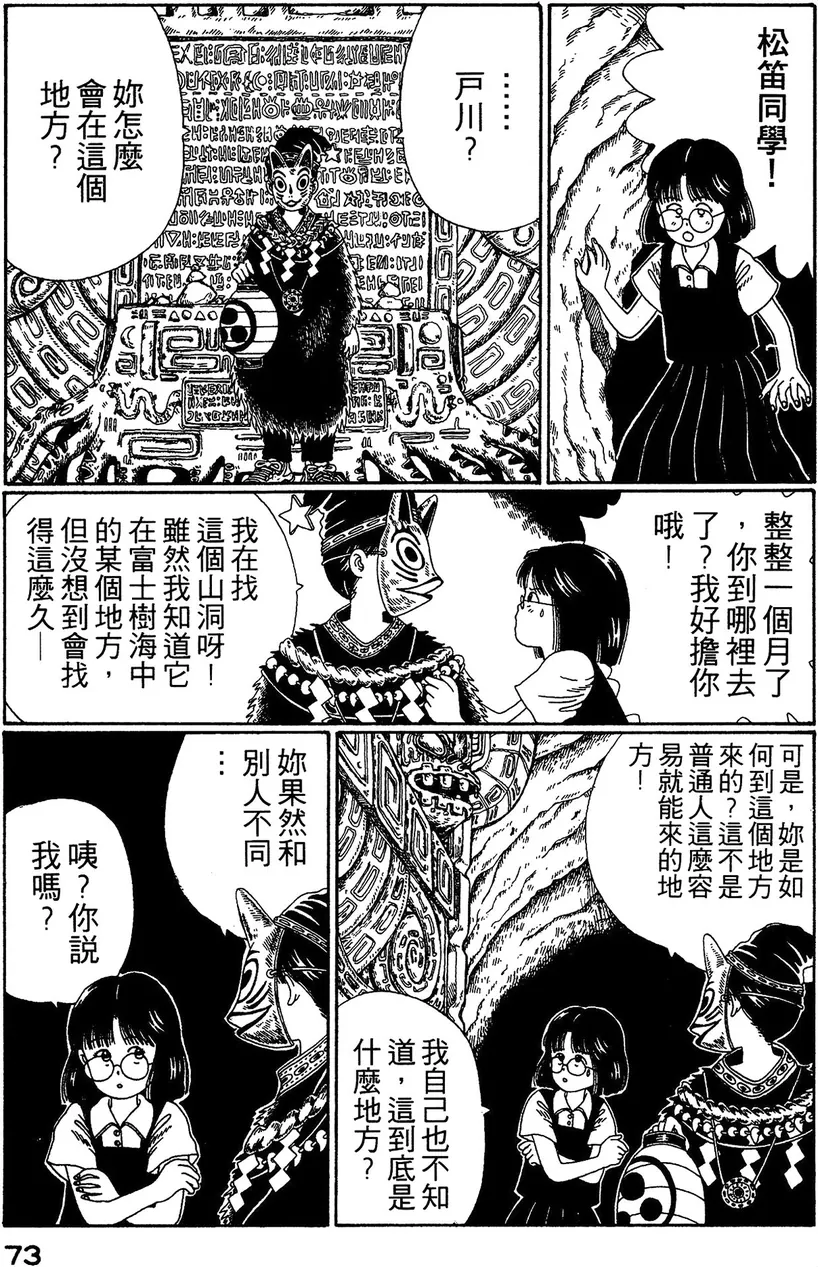 松笛同學！
⋯⋯
戸川？
妳怎麼
會在這個
地方？
整整一個月了
，你到哪裡去
了？我好擔你
哦！
我在找
這個山洞呀！
雖然我知道它
在富士樹海中
的某個地方，
但沒想到會找
得這麼久—
可是，妳是如
何到這個地方
來的？這不是
普通人這麼容
易就能來的地
方！
我自己也不知
道，這到底是
什麼地方？
妳果然和
別人不同
⋯
咦？你説
我嗎？
73